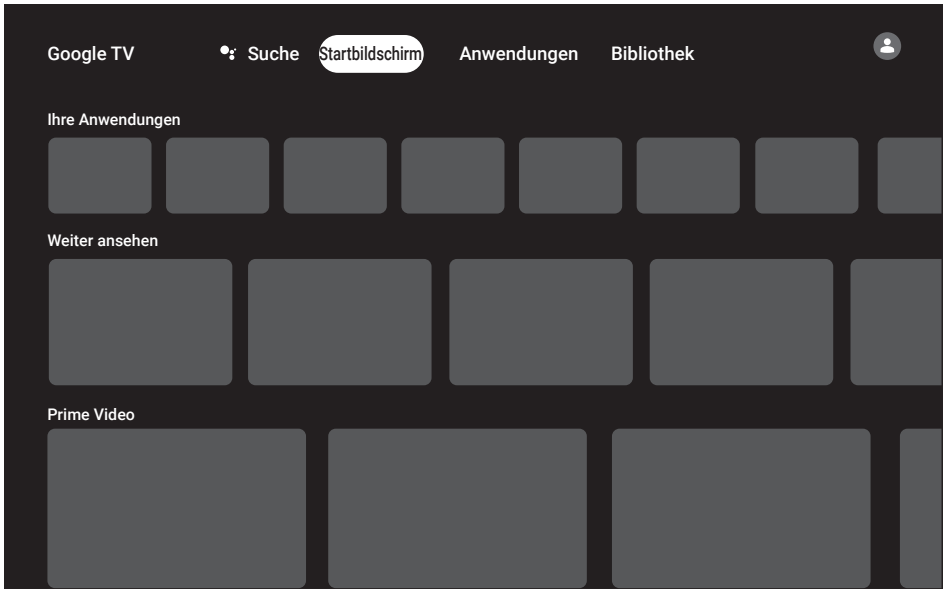 Google TV Suche Startbildschirm Anwendungen Bibliothek
Ihre Anwendungen
Weiter ansehen
Prime Video